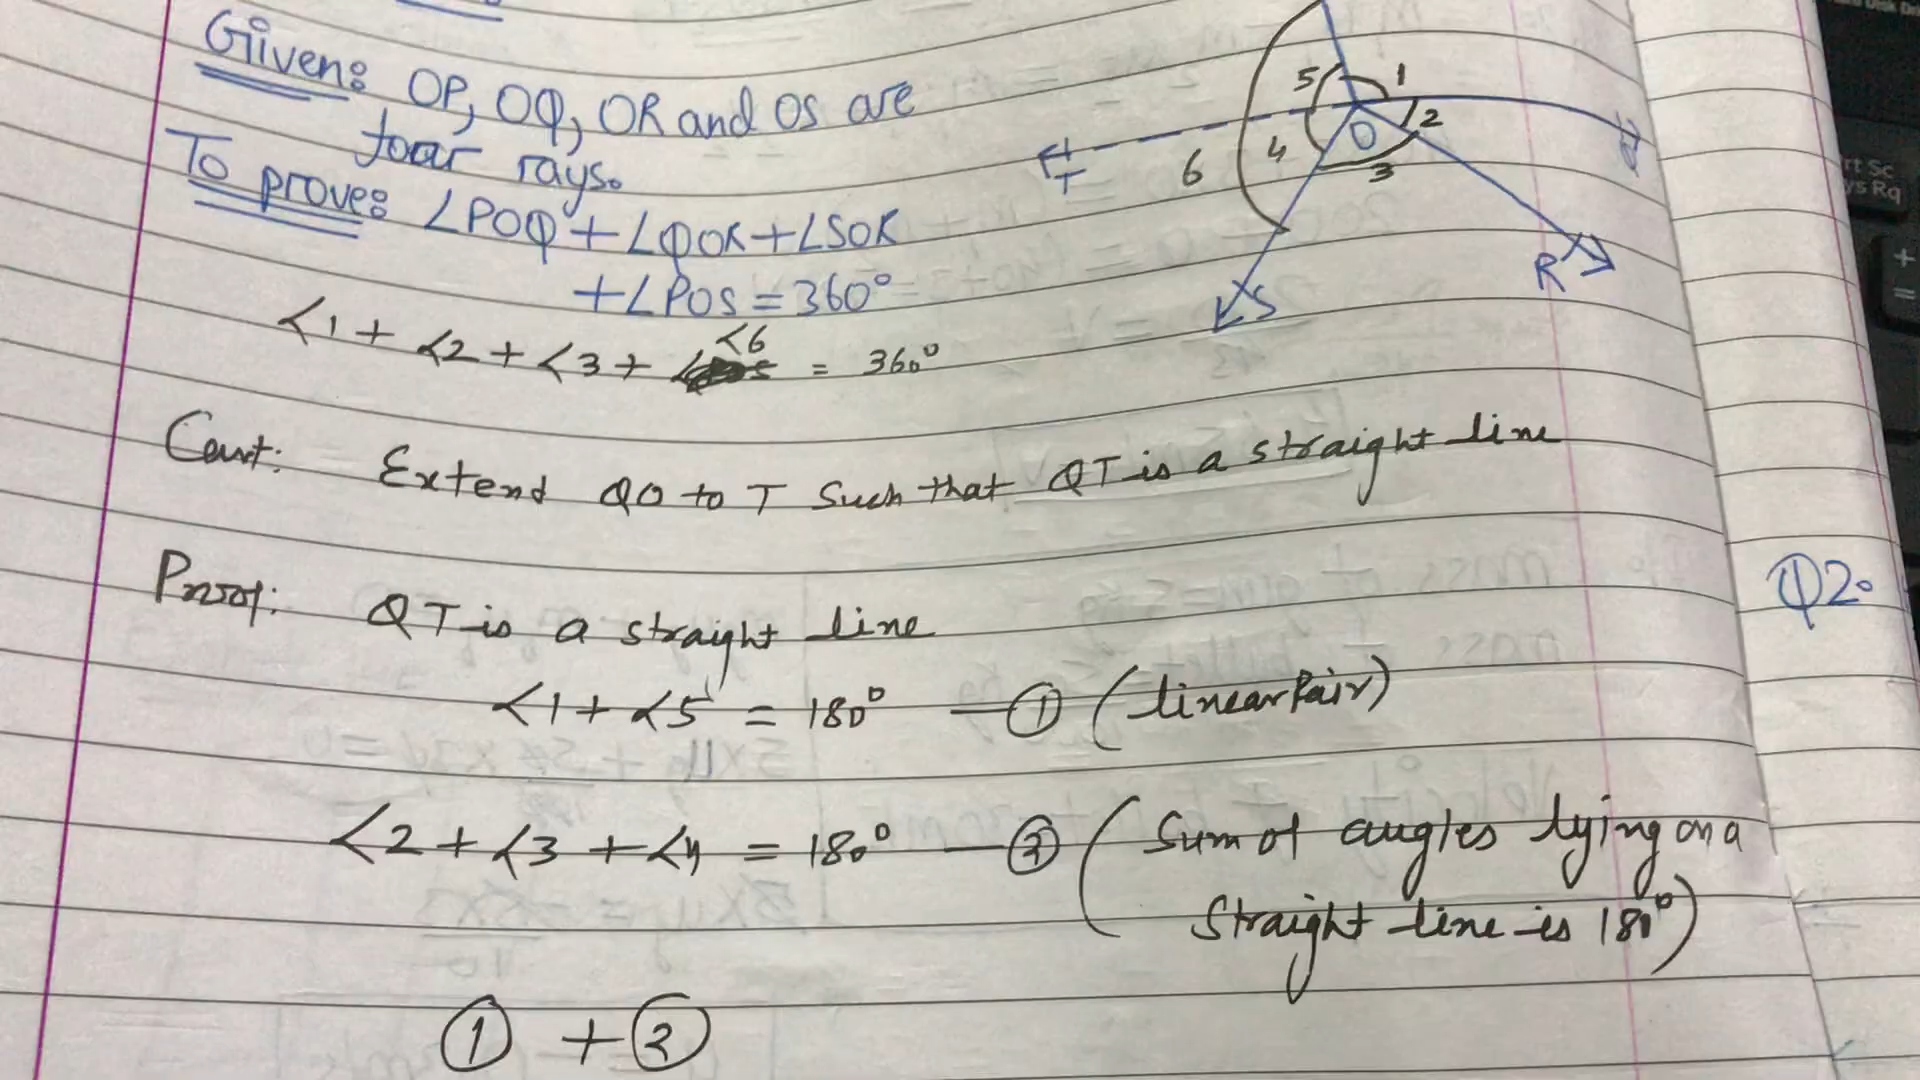 Given: OP, OQ, OR and OS are
four rays.
To prove: ∠POQ + ∠QOR + ∠SOR
+ ∠POS = 360°
∠1 + ∠2 + ∠3 + ∠6 = 360°
Const: Extend QO to T Such that QT is a straight line
Proof: QT is a straight line
∠1 + ∠5 = 180° — ① (linear Pair)
∠2 + ∠3 + ∠4 = 180° — ② (Sum of angles lying on a
Straight line is 180°)
① + ②
5 1
2
O
4
3
6
T
Q
R
S
Q2.